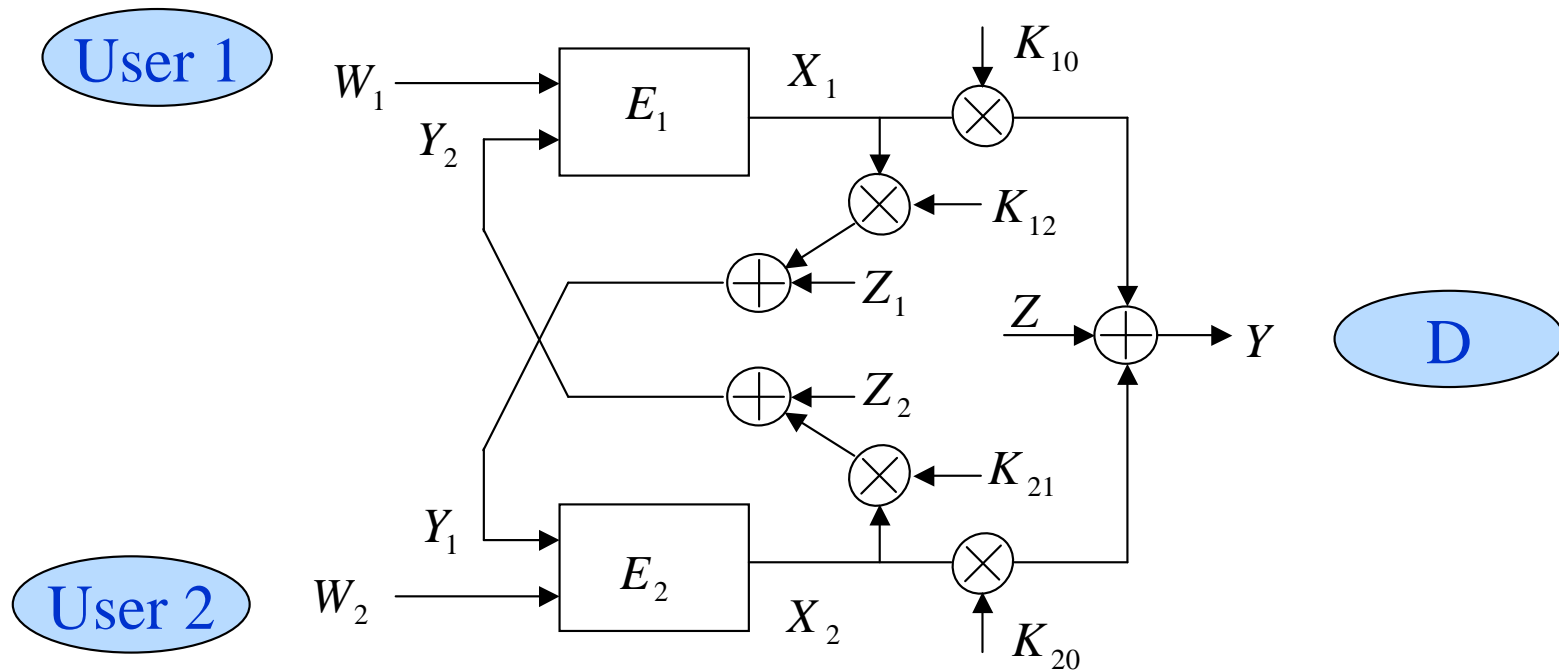 User 1
W₁
E₁
X₁
K₁₀
Y₂
K₁₂
Z₁
Z
Y
D
Z₂
K₂₁
Y₁
E₂
User 2
W₂
X₂
K₂₀